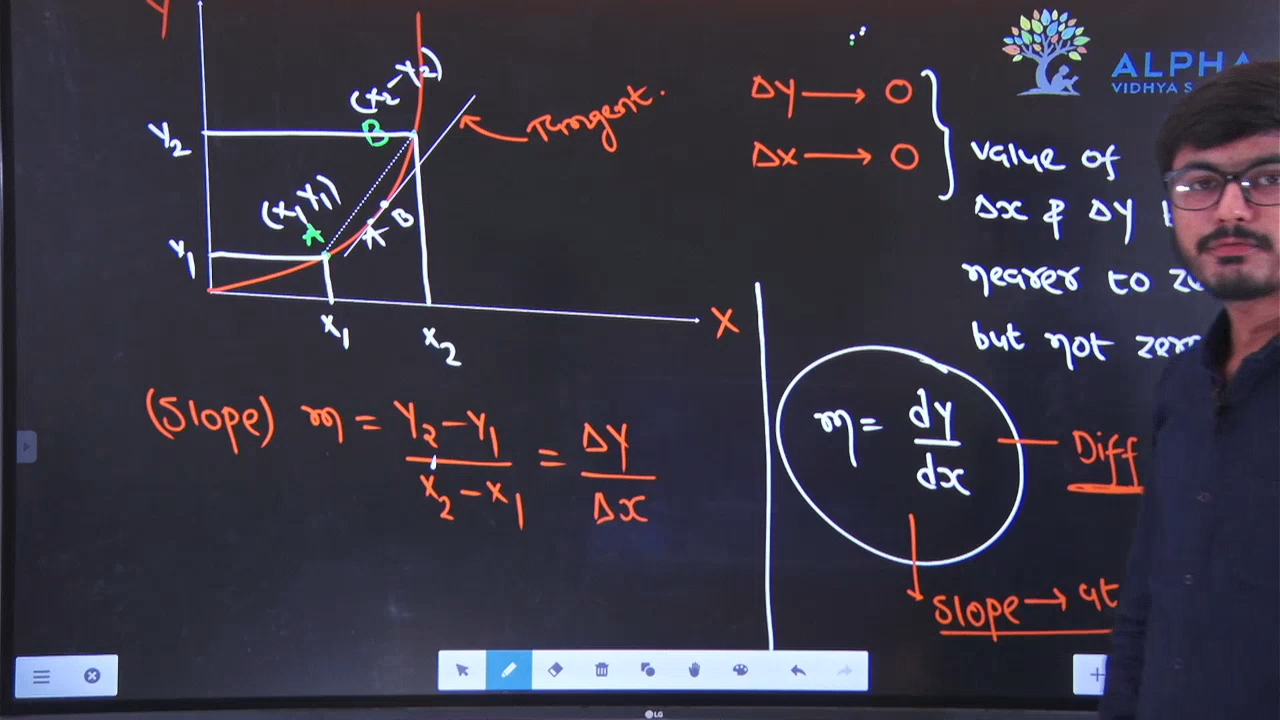 Y
(x2-Y2)
B
Y2
Tangent.
(x1 Y1)
A
A B
Y1
x1
x2
X
(Slope) m = Y2-Y1 / x2-x1 = ΔY / Δx
ΔY → 0
Δx → 0
value of
Δx & ΔY
nearer to
but not
m= dy / dx
Diff
Slope → at
ALPHA
VIDHYA S
LG